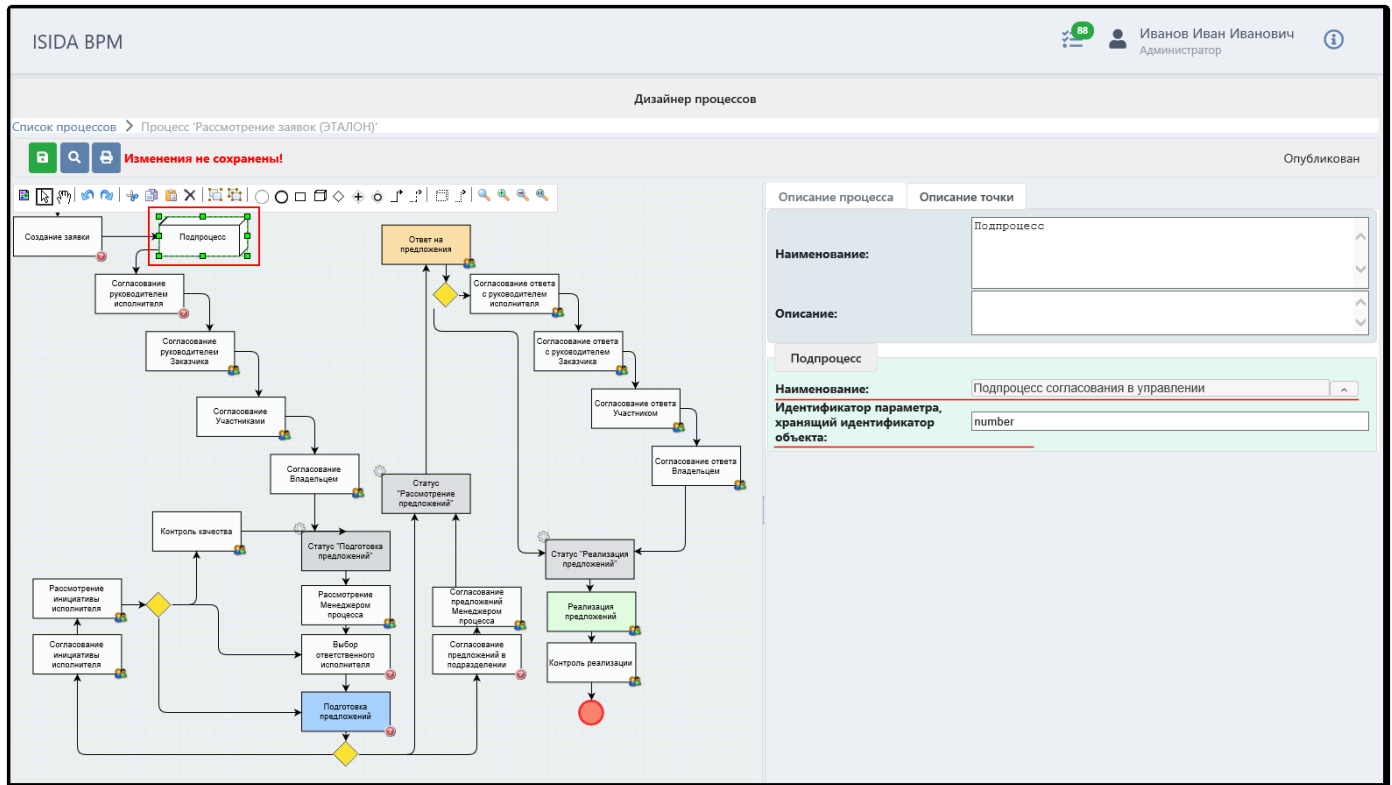 ISIDA BPM
88
Иванов Иван Иванович
Администратор
Дизайнер процессов
Список процессов
Процесс 'Рассмотрение заявок (ЭТАЛОН)'
Изменения не сохранены!
Опубликован
Описание процесса
Описание точки
Наименование:
Подпроцесс
Описание:
Подпроцесс
Наименование:
Подпроцесс согласования в управлении
Идентификатор параметра,
хранящий идентификатор
объекта:
number
Создание заявки
Подпроцесс
Согласование
руководителем
исполнителя
Согласование
руководителем
Заказчика
Согласование
Участниками
Согласование
Владельцем
Контроль качества
Статус "Подготовка
предложений"
Рассмотрение
инициативы
исполнителя
Согласование
инициативы
исполнителя
Рассмотрение
Менеджером
процесса
Выбор
ответственного
исполнителя
Подготовка
предложений
Ответ на
предложения
Согласование ответа
с руководителем
исполнителя
Согласование ответа
с руководителем
Заказчика
Согласование ответа
Участником
Согласование ответа
Владельцем
Статус
"Рассмотрение
предложений"
Согласование
предложений
Менеджером
процесса
Согласование
предложений в
подразделении
Статус "Реализация
предложений"
Реализация
предложений
Контроль реализации